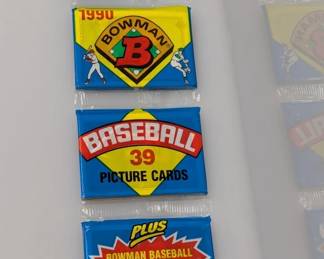 1990
BOWMAN
B
BASEBALL
39
PICTURE CARDS
PLUS
BOWMAN BASEBALL